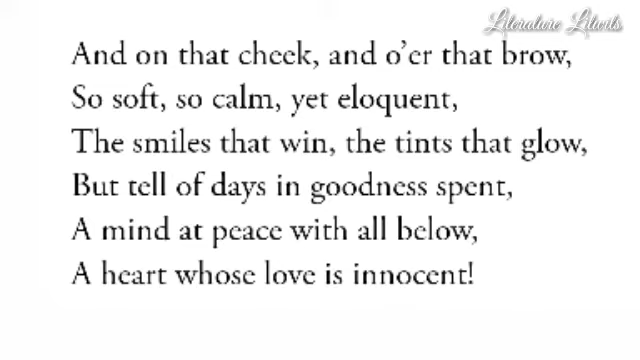 Literature Litwits
And on that cheek, and o’er that brow,
So soft, so calm, yet eloquent,
The smiles that win, the tints that glow,
But tell of days in goodness spent,
A mind at peace with all below,
A heart whose love is innocent!